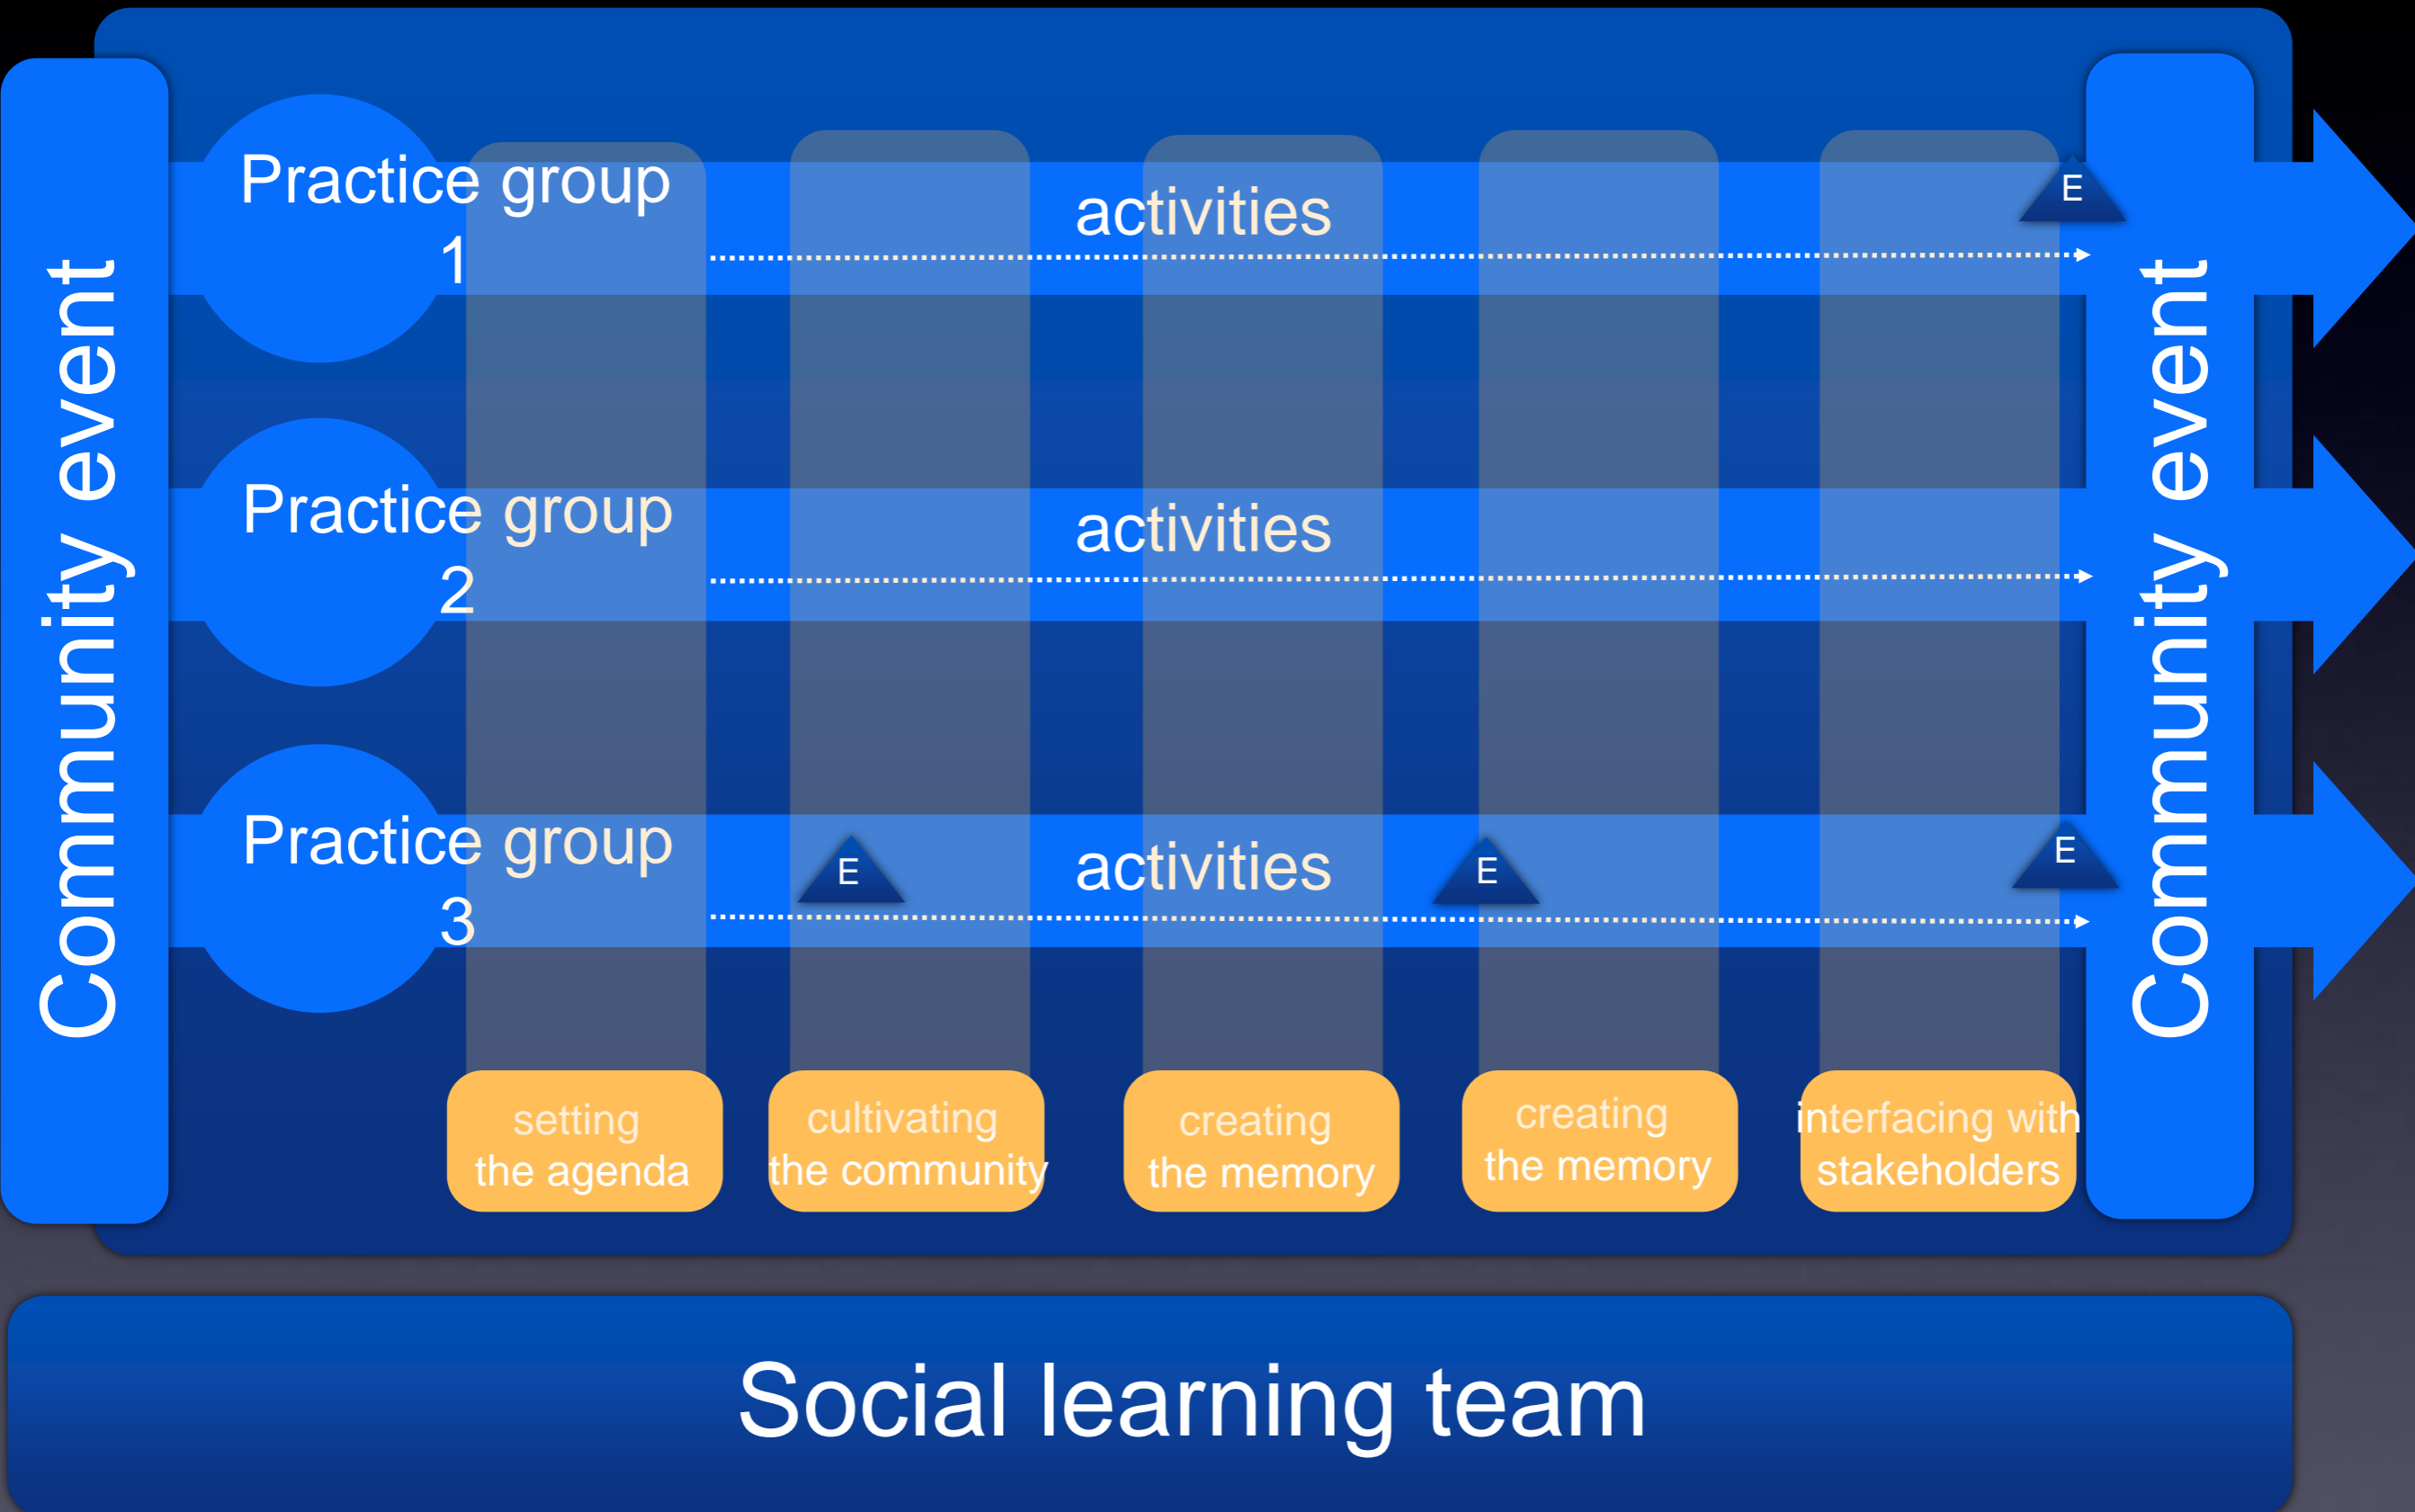 Community event
Practice group
1
activities
E
Practice group
2
activities
Practice group
3
E
activities
E
E
Community event
setting
the agenda
cultivating
the community
creating
the memory
creating
the memory
interfacing with
stakeholders
Social learning team